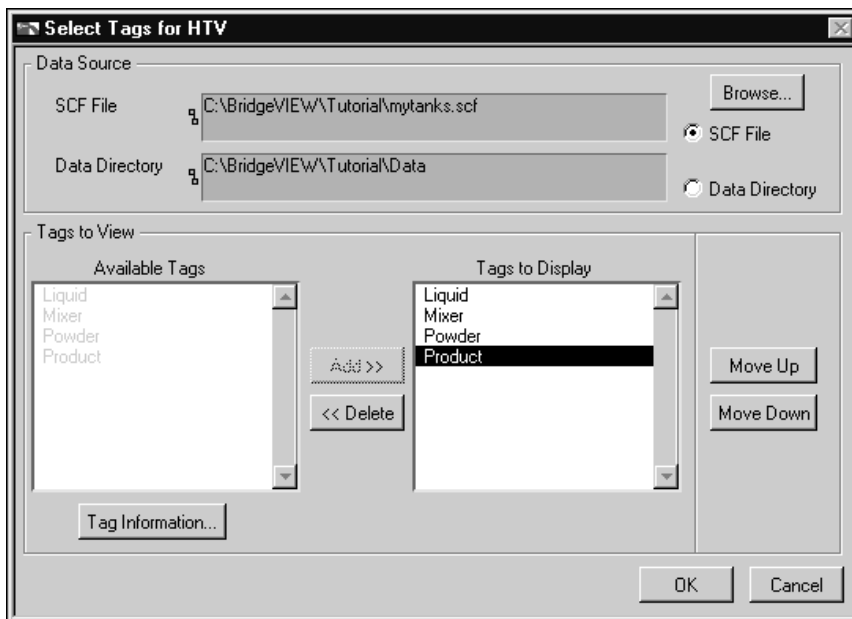 Select Tags for HTV
Data Source
SCF File
C:\BridgeVIEW\Tutorial\mytanks.scf
Browse...
SCF File
Data Directory
C:\BridgeVIEW\Tutorial\Data
Data Directory
Tags to View
Available Tags
Liquid
Mixer
Powder
Product
Add >>
<< Delete
Tags to Display
Liquid
Mixer
Powder
Product
Move Up
Move Down
Tag Information...
OK
Cancel